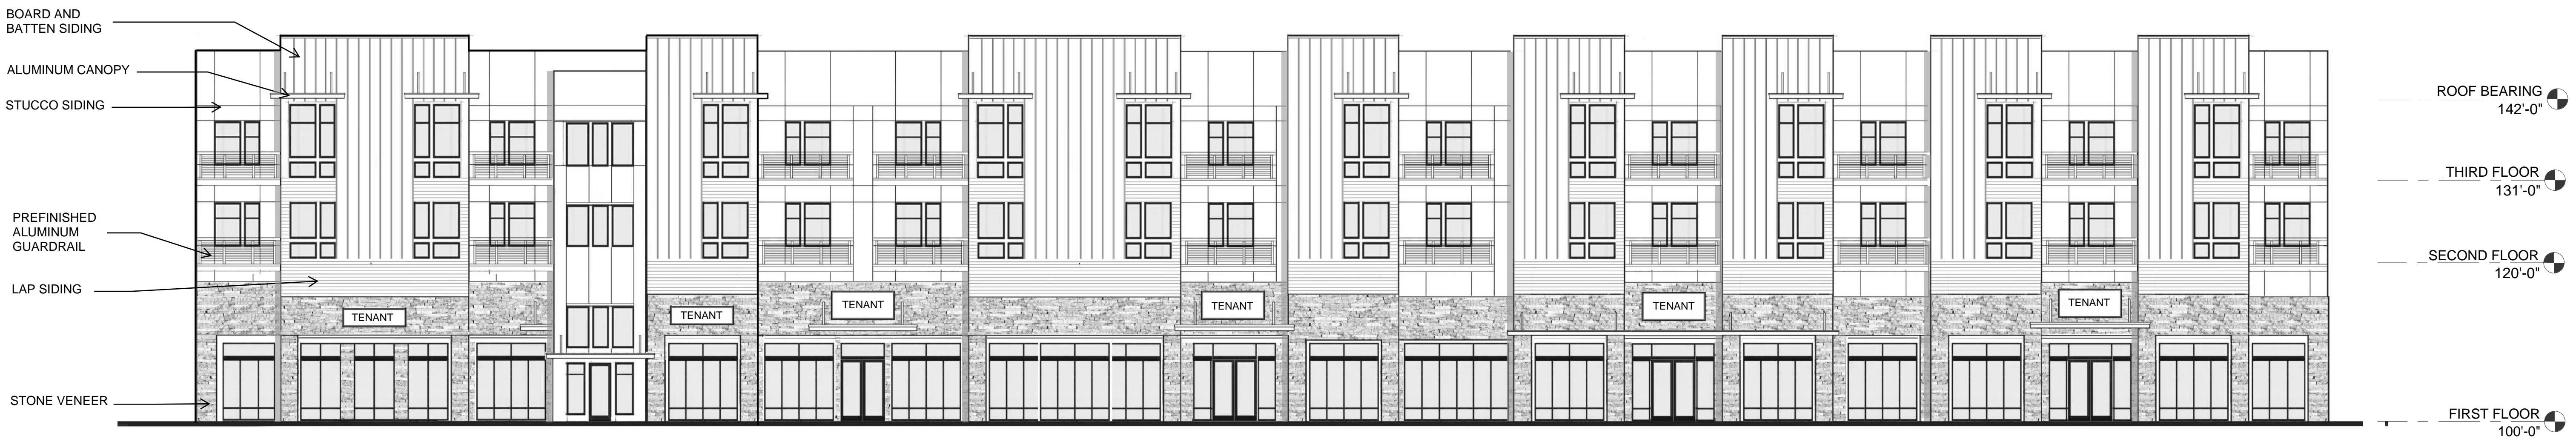 BOARD AND
BATTEN SIDING
ALUMINUM CANOPY
STUCCO SIDING
PREFINISHED
ALUMINUM
GUARDRAIL
LAP SIDING
STONE VENEER
TENANT
TENANT
TENANT
TENANT
TENANT
TENANT
ROOF BEARING
142'-0"
THIRD FLOOR
131'-0"
SECOND FLOOR
120'-0"
FIRST FLOOR
100'-0"